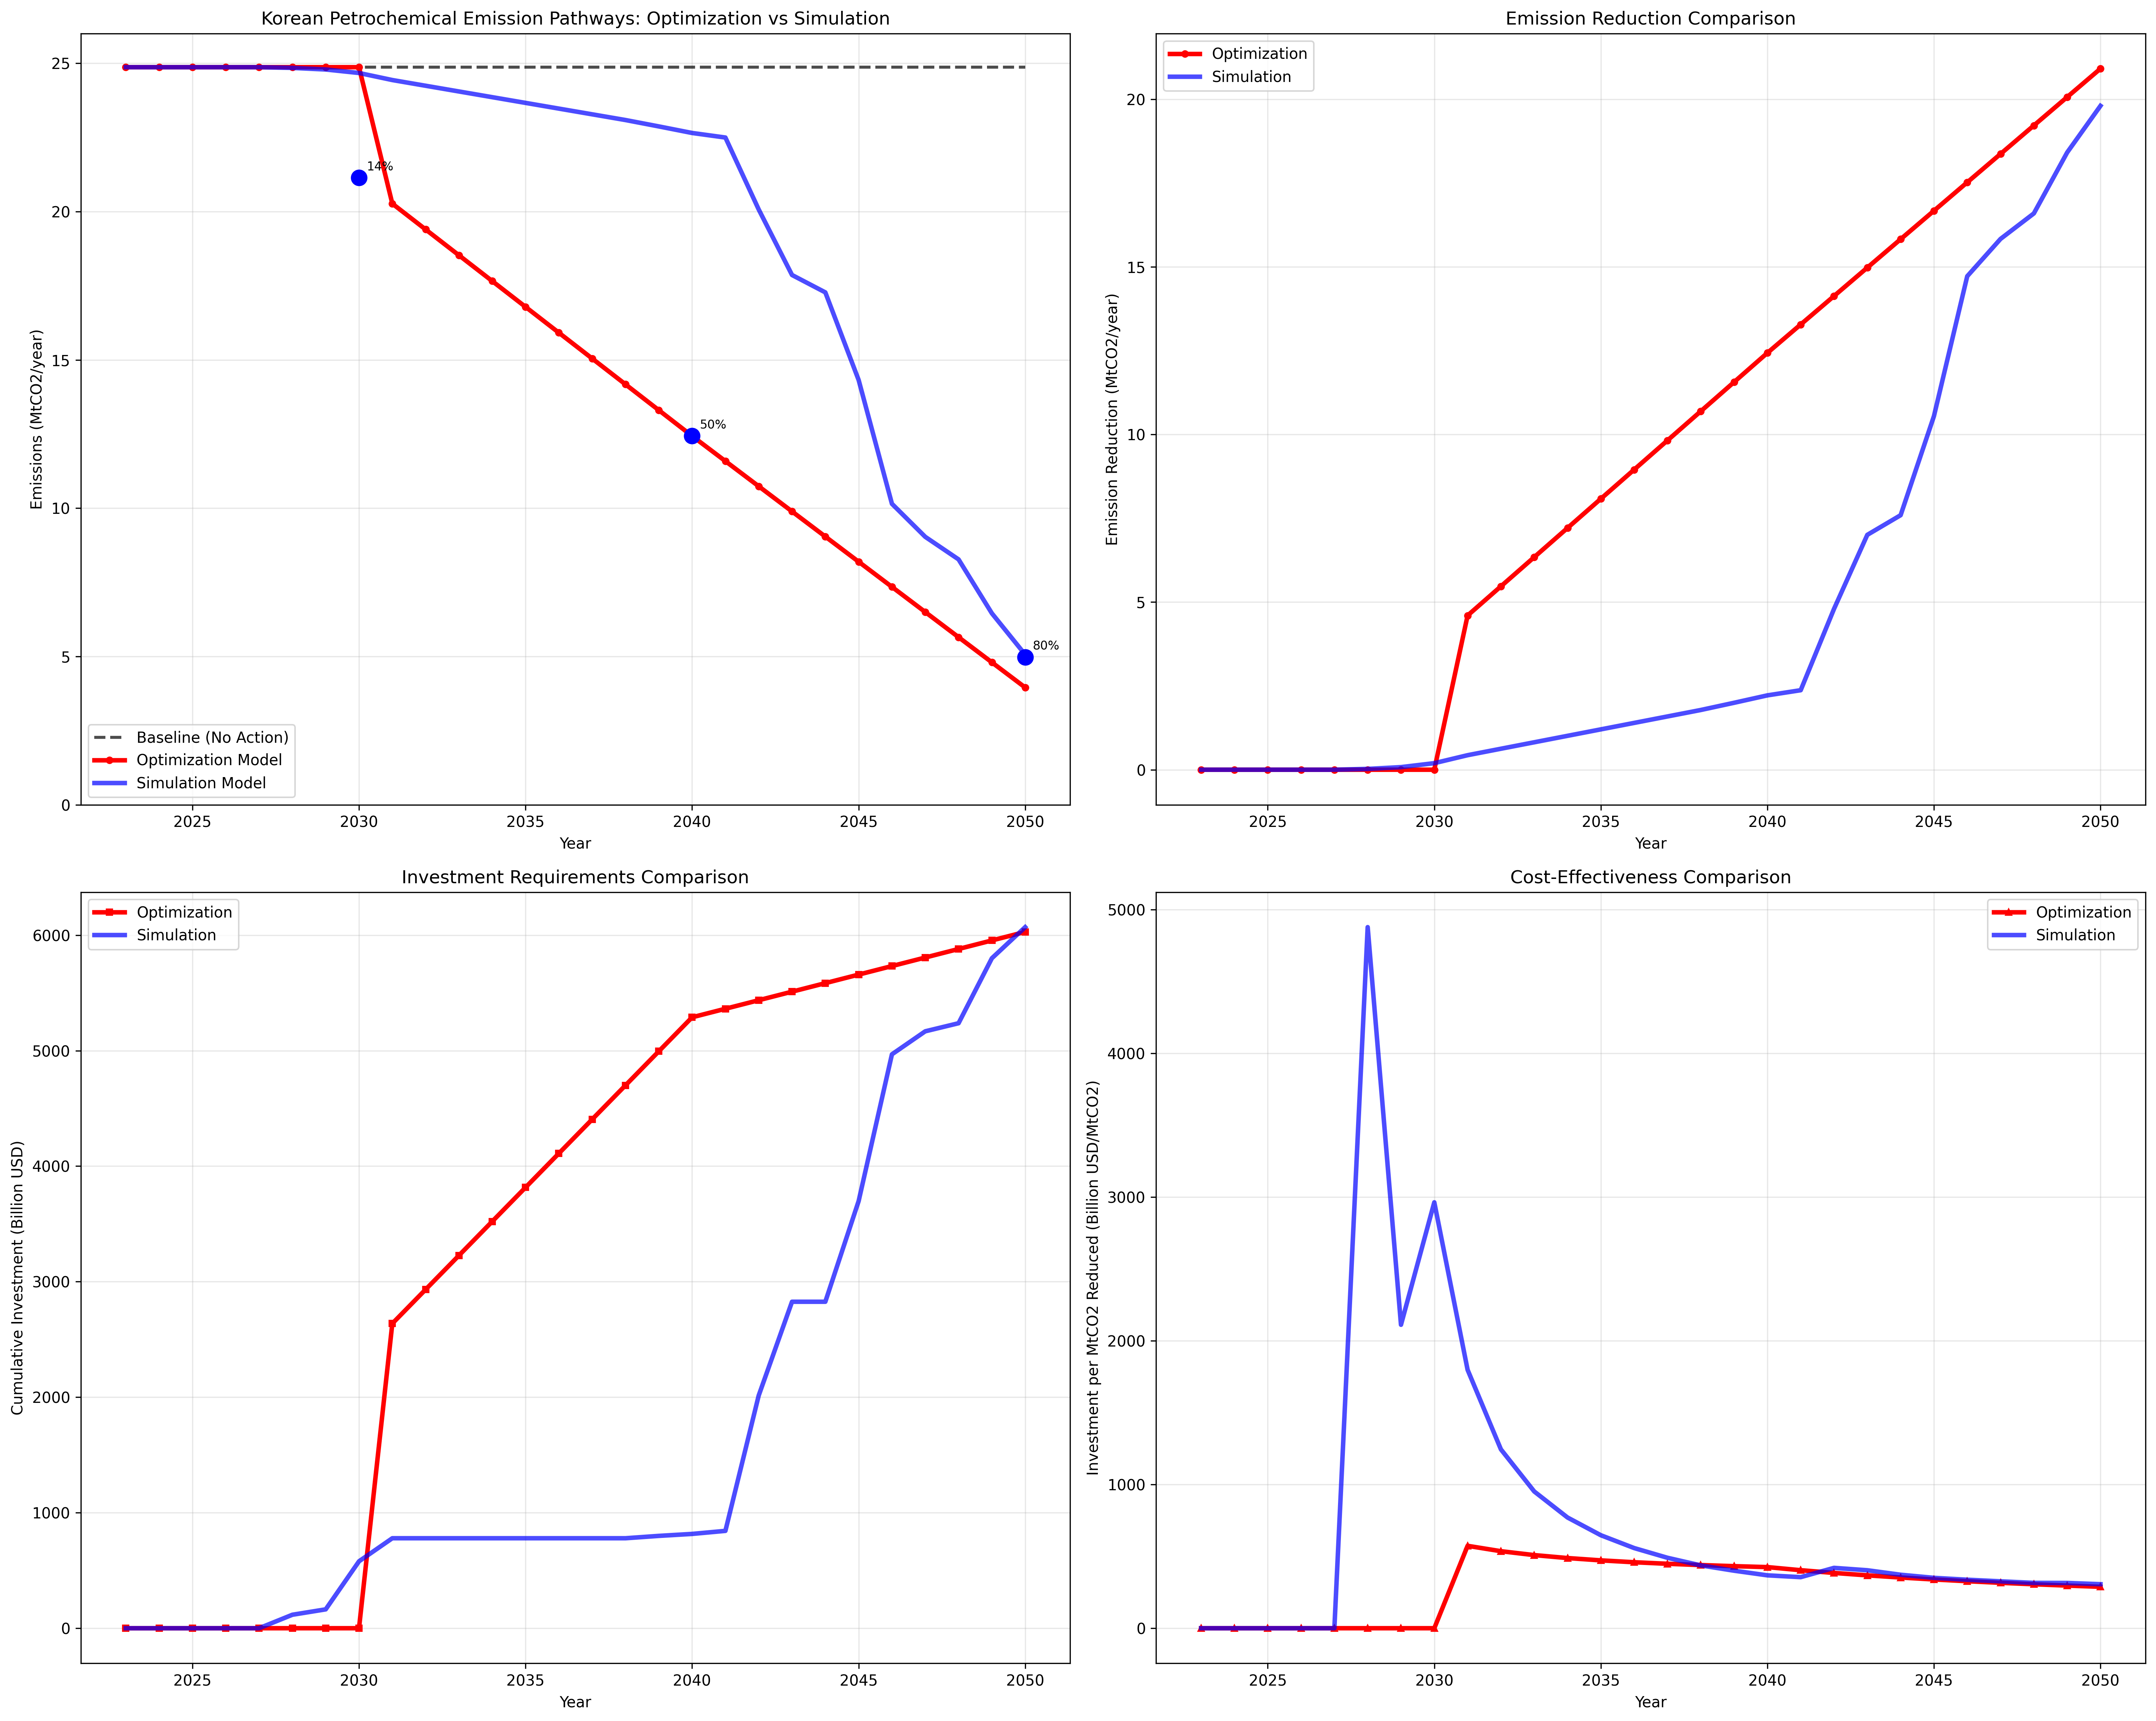 Korean Petrochemical Emission Pathways: Optimization vs Simulation
Emissions (MtCO2/year)
25
20
15
10
5
0
14%
50%
80%
Baseline (No Action)
Optimization Model
Simulation Model
2025 2030 2035 2040 2045 2050
Year
Emission Reduction Comparison
Optimization
Simulation
Emission Reduction (MtCO2/year)
20
15
10
5
0
2025 2030 2035 2040 2045 2050
Year
Investment Requirements Comparison
Optimization
Simulation
Cumulative Investment (Billion USD)
6000
5000
4000
3000
2000
1000
0
2025 2030 2035 2040 2045 2050
Year
Cost-Effectiveness Comparison
Optimization
Simulation
Investment per MtCO2 Reduced (Billion USD/MtCO2)
5000
4000
3000
2000
1000
0
2025 2030 2035 2040 2045 2050
Year